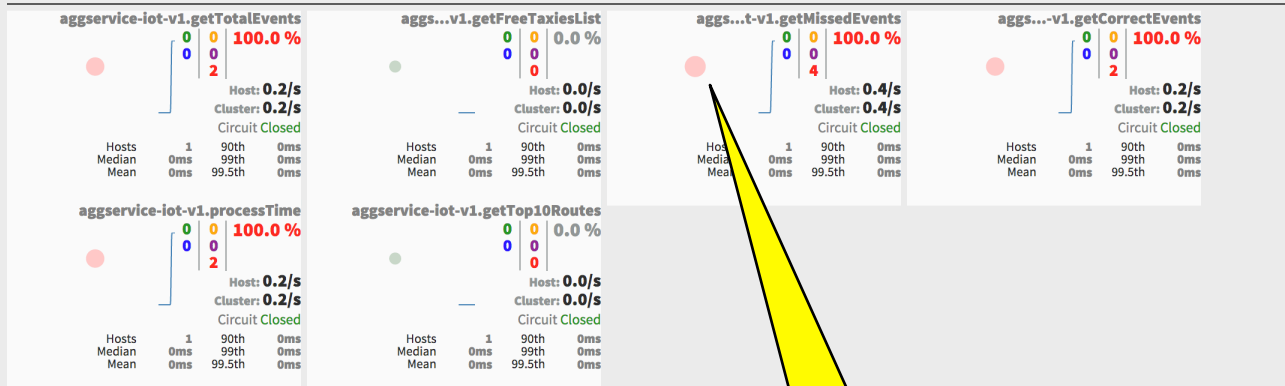 aggservice-iot-v1.getTotalEvents
0 0 100.0 %
0 0
2
Host: 0.2/s
Cluster: 0.2/s
Circuit Closed
Hosts 1 90th 0ms
Median 0ms 99th 0ms
Mean 0ms 99.5th 0ms
aggs...v1.getFreeTaxiesList
0 0 0.0 %
0 0
0
Host: 0.0/s
Cluster: 0.0/s
Circuit Closed
Hosts 1 90th 0ms
Median 0ms 99th 0ms
Mean 0ms 99.5th 0ms
aggs...t-v1.getMissedEvents
0 0 100.0 %
0 0
4
Host: 0.4/s
Cluster: 0.4/s
Circuit Closed
1 90th 0ms
0ms 99th 0ms
0ms 99.5th 0ms
aggs...-v1.getCorrectEvents
0 0 100.0 %
0 0
2
Host: 0.2/s
Cluster: 0.2/s
Circuit Closed
Hosts 1 90th 0ms
Median 0ms 99th 0ms
Mean 0ms 99.5th 0ms
aggservice-iot-v1.processTime
0 0 100.0 %
0 0
2
Host: 0.2/s
Cluster: 0.2/s
Circuit Closed
Hosts 1 90th 0ms
Median 0ms 99th 0ms
Mean 0ms 99.5th 0ms
aggservice-iot-v1.getTop10Routes
0 0 0.0 %
0 0
0
Host: 0.0/s
Cluster: 0.0/s
Circuit Closed
Hosts 1 90th 0ms
Median 0ms 99th 0ms
Mean 0ms 99.5th 0ms